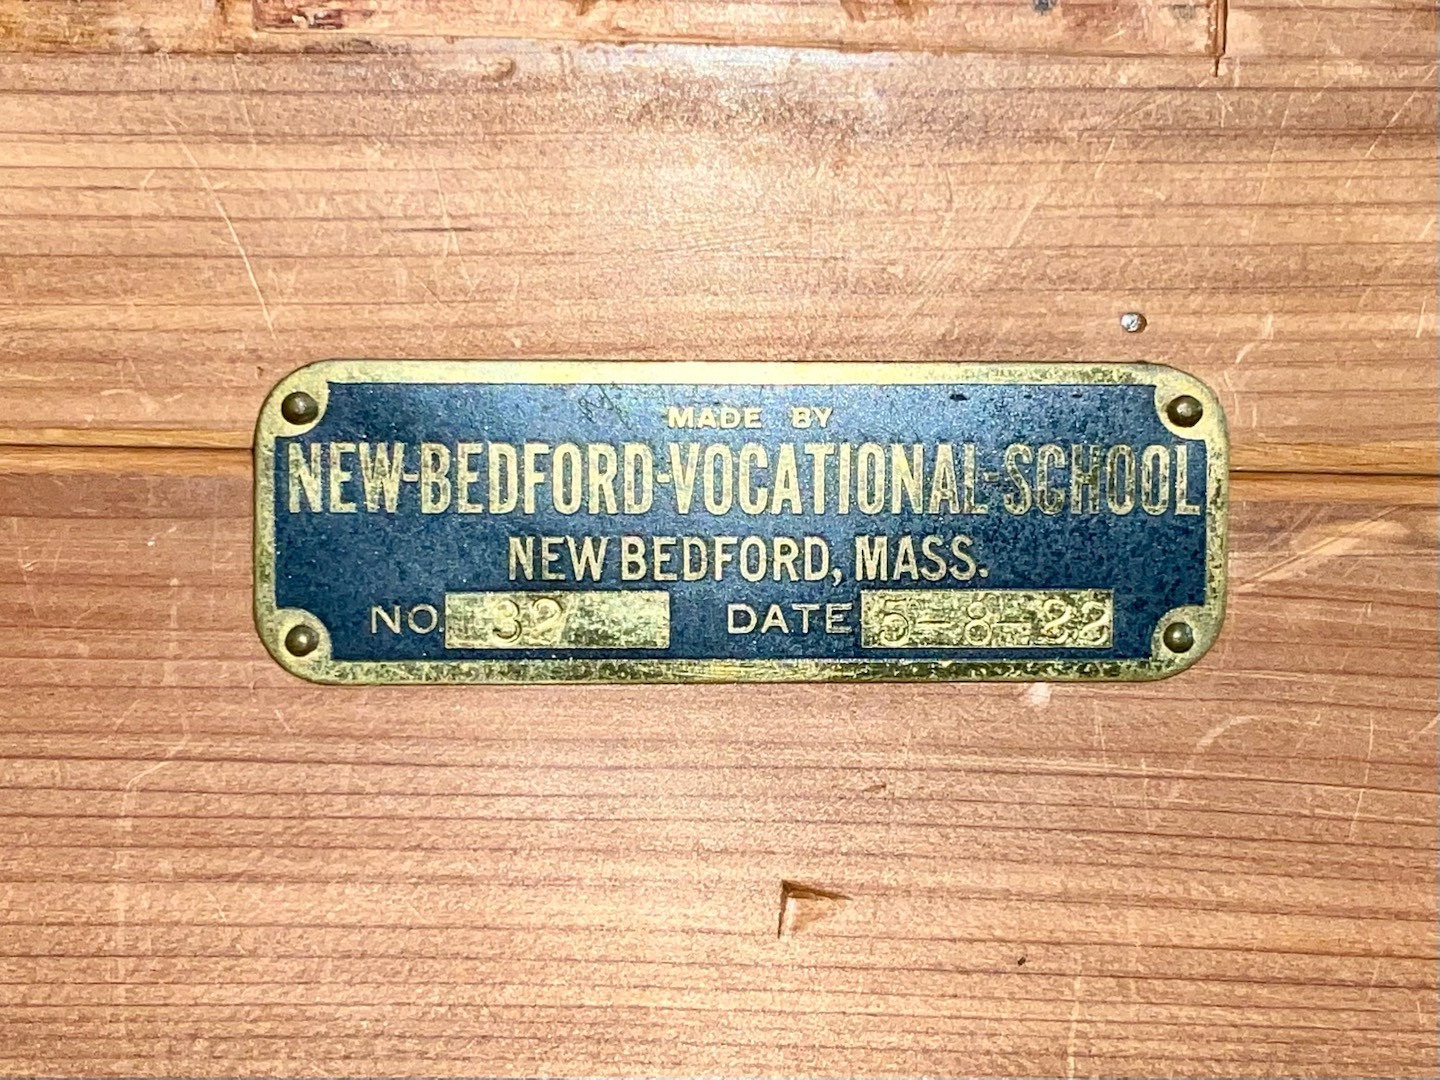 MADE BY
NEW-BEDFORD-VOCATIONAL-SCHOOL
NEW BEDFORD, MASS.
NO. 32 DATE 5-8-22